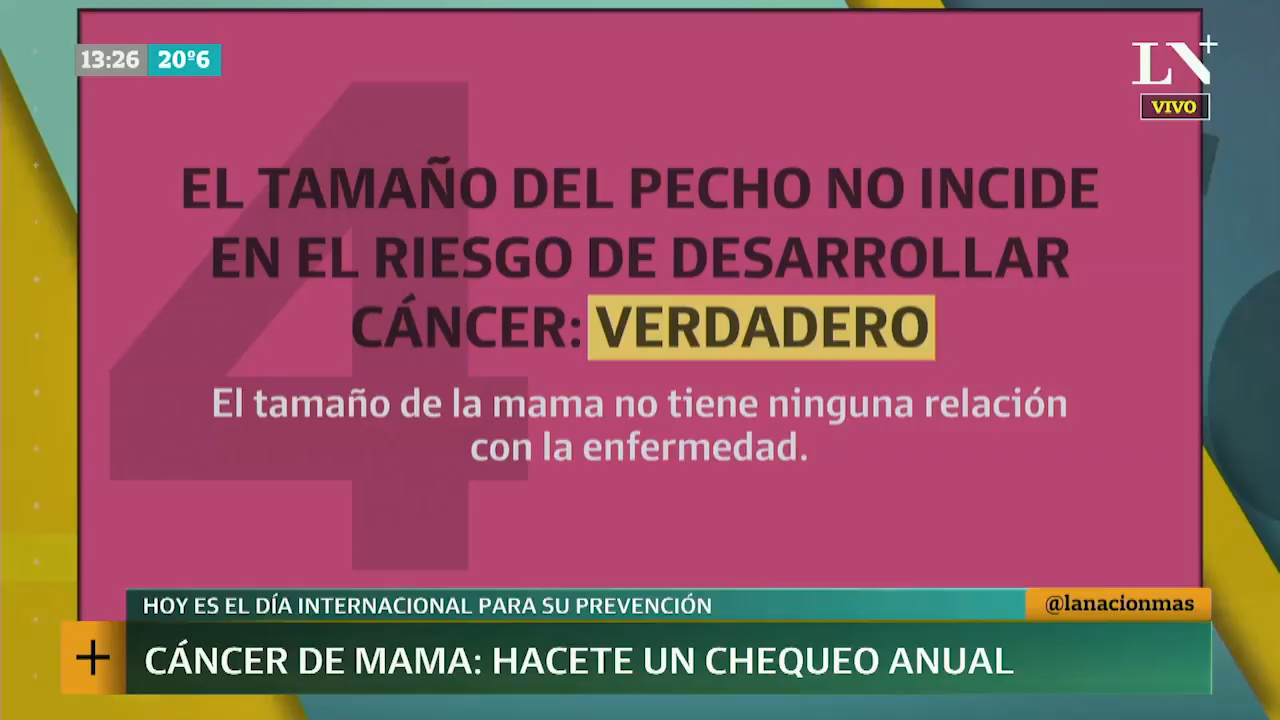 13:26 20º6
LN+
VIVO
4
EL TAMAÑO DEL PECHO NO INCIDE
EN EL RIESGO DE DESARROLLAR
CÁNCER: VERDADERO
El tamaño de la mama no tiene ninguna relación
con la enfermedad.
HOY ES EL DÍA INTERNACIONAL PARA SU PREVENCIÓN
@lanacionmas
+ CÁNCER DE MAMA: HACETE UN CHEQUEO ANUAL